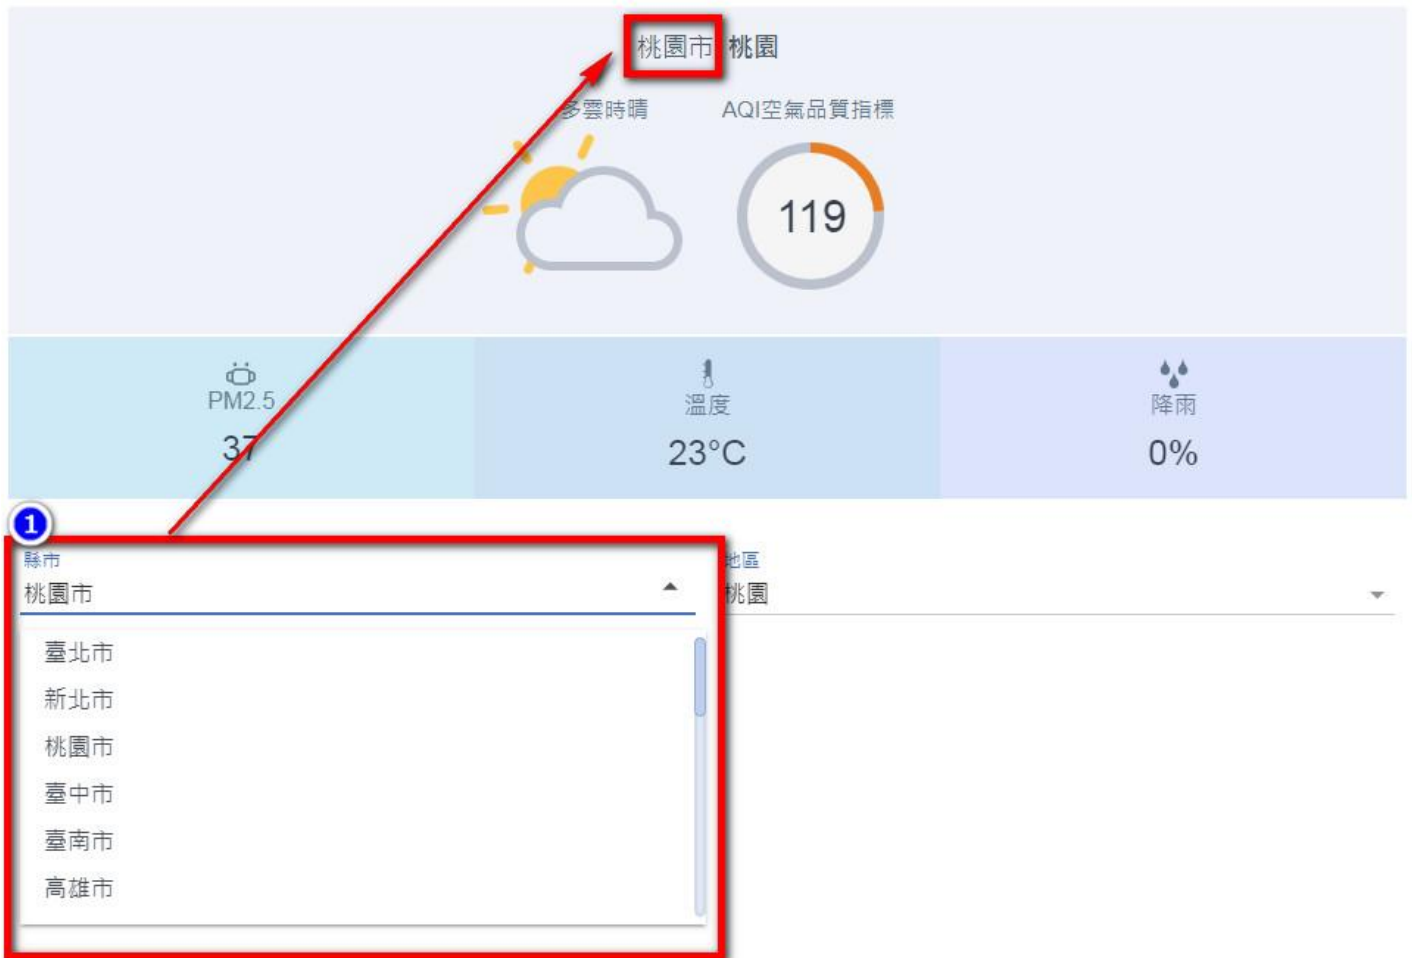 桃園市 桃園
多雲時晴 AQI空氣品質指標
119
PM2.5 溫度 降雨
37 23°C 0%
1
縣市 地區
桃園市 桃園
臺北市
新北市
桃園市
臺中市
臺南市
高雄市